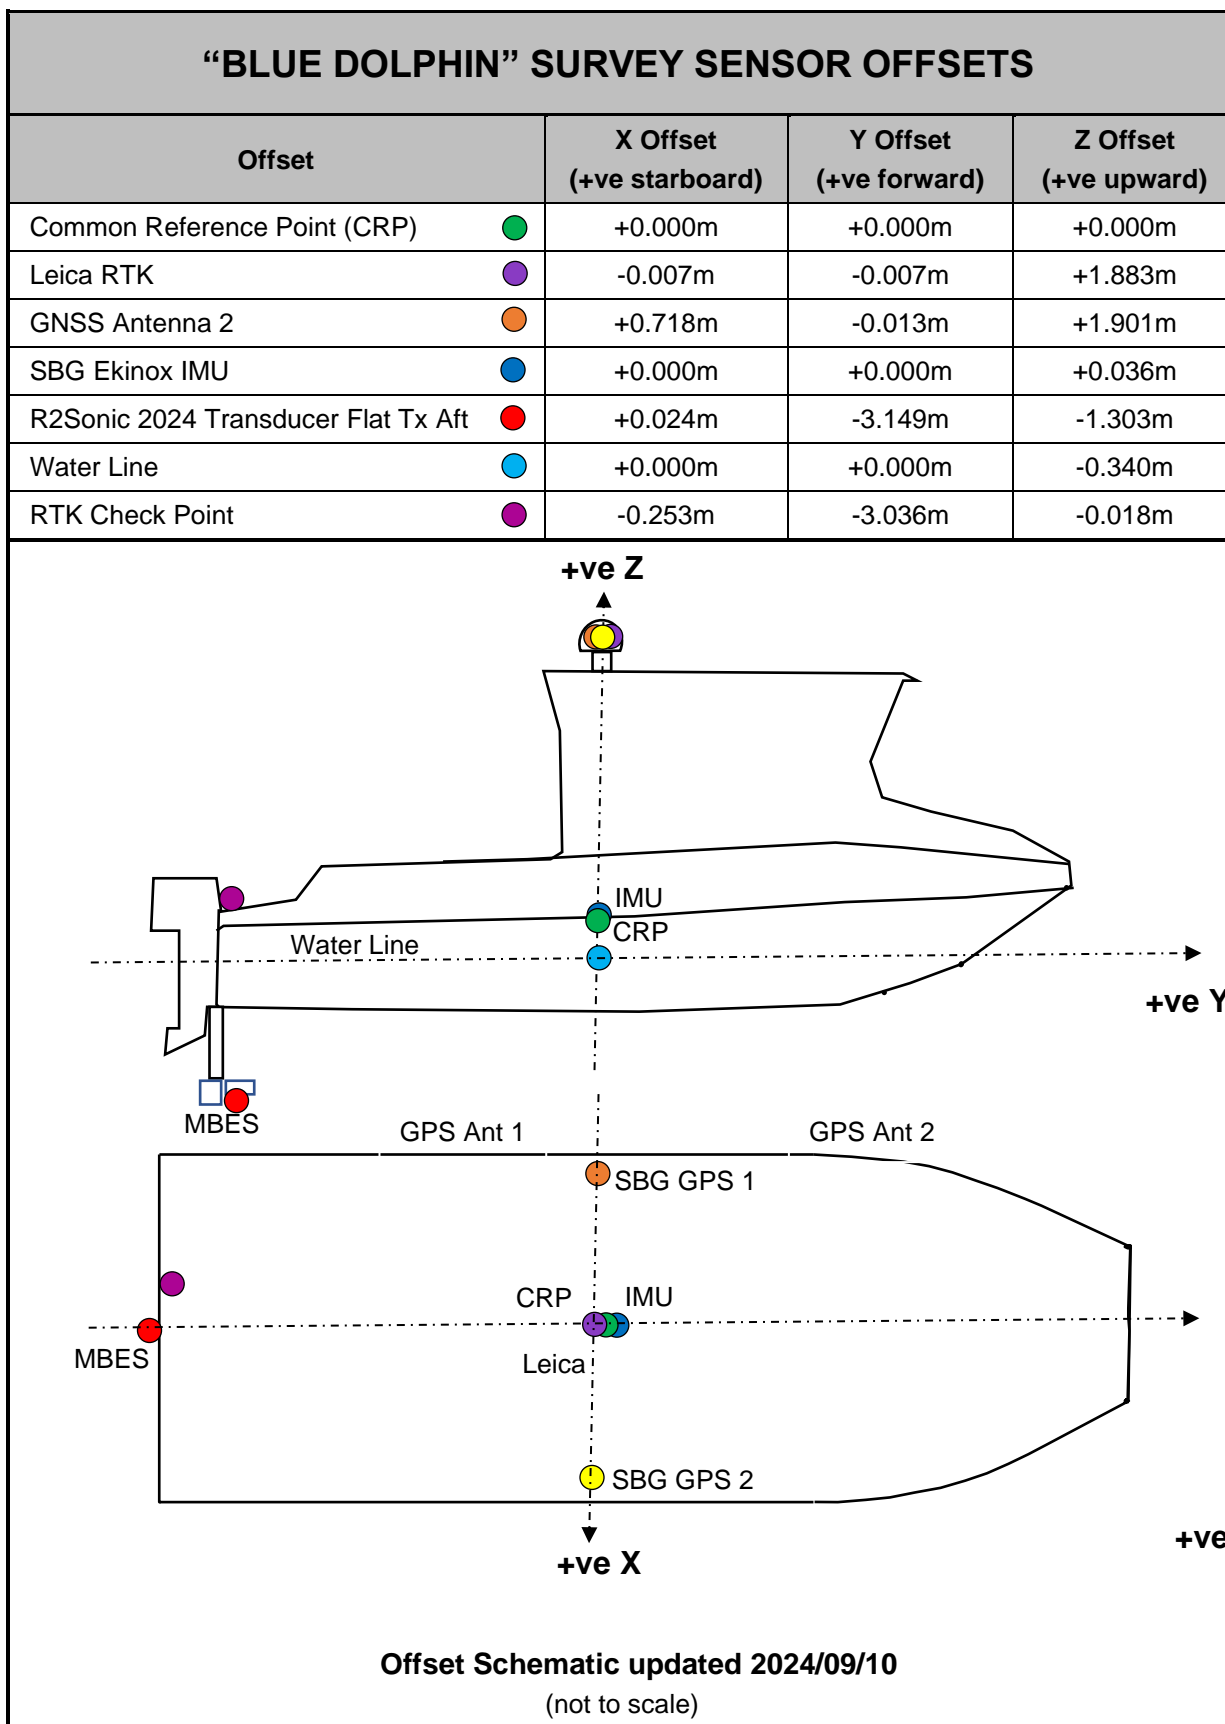 “BLUE DOLPHIN” SURVEY SENSOR OFFSETS
Offset X Offset (+ve starboard) Y Offset (+ve forward) Z Offset (+ve upward)
Common Reference Point (CRP) +0.000m +0.000m +0.000m
Leica RTK -0.007m -0.007m +1.883m
GNSS Antenna 2 +0.718m -0.013m +1.901m
SBG Ekinox IMU +0.000m +0.000m +0.036m
R2Sonic 2024 Transducer Flat Tx Aft +0.024m -3.149m -1.303m
Water Line +0.000m +0.000m -0.340m
RTK Check Point -0.253m -3.036m -0.018m
+ve Z
IMU
CRP
Water Line
+ve Y
MBES
GPS Ant 1 GPS Ant 2
SBG GPS 1
CRP IMU
MBES
Leica
SBG GPS 2
+ve
+ve X
Offset Schematic updated 2024/09/10
(not to scale)